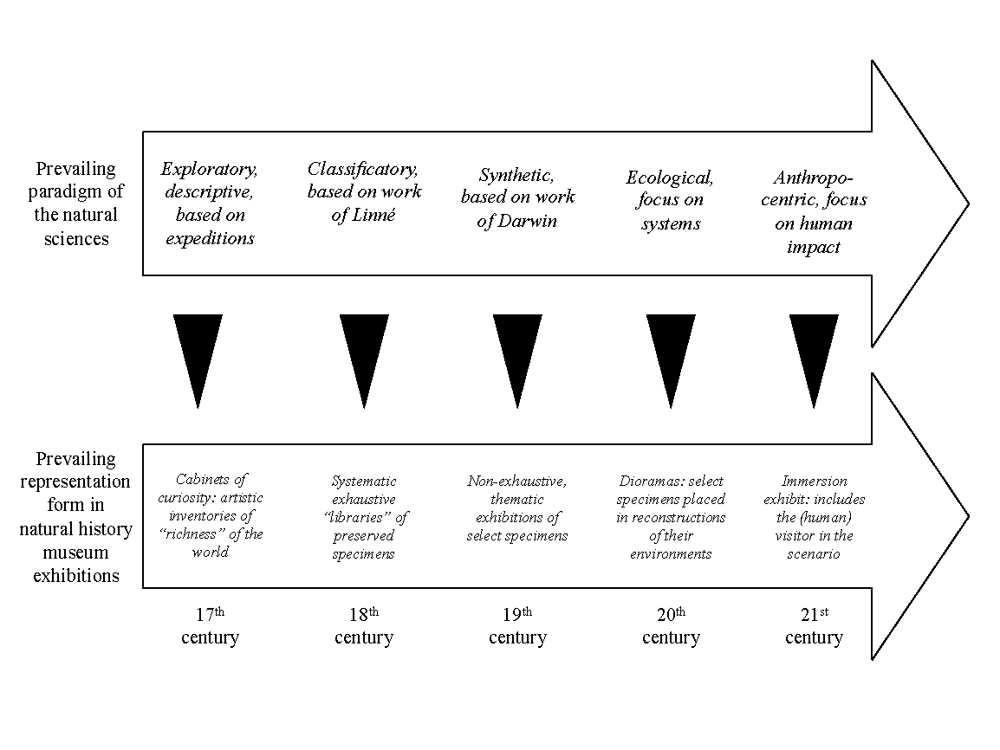 Prevailing
paradigm of
the natural
sciences
Exploratory,
descriptive,
based on
expeditions
Classificatory,
based on work
of Linné
Synthetic,
based on work
of Darwin
Ecological,
focus on
systems
Anthropo-
centric, focus
on human
impact
Prevailing
representation
form in
natural history
museum
exhibitions
Cabinets of
curiosity: artistic
inventories of
“richness” of the
world
Systematic
exhaustive
“libraries” of
preserved
specimens
Non-exhaustive,
thematic
exhibitions of
select specimens
Dioramas: select
specimens placed
in reconstructions
of their
environments
Immersion
exhibit: includes
the (human)
visitor in the
scenario
17th
century
18th
century
19th
century
20th
century
21st
century